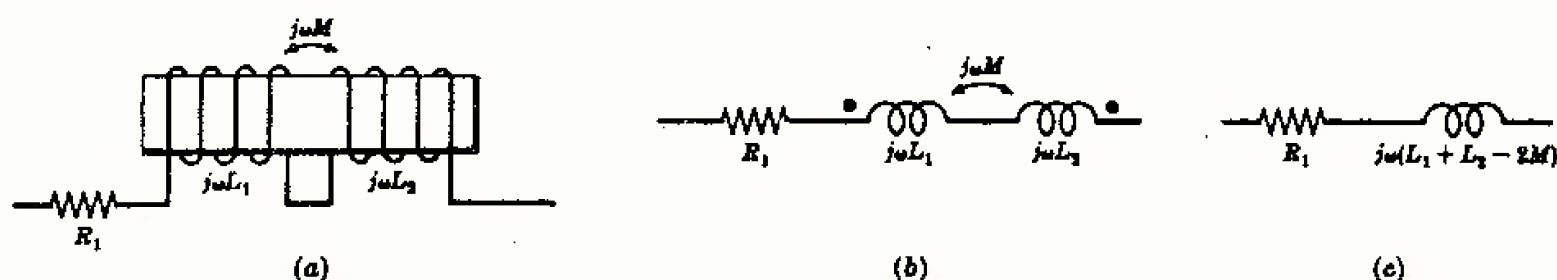 jωM
jωL₁ jωL₂
R₁
(a)
jωM
R₁ jωL₁ jωL₂
(b)
R₁ jω(L₁ + L₂ − 2M)
(c)